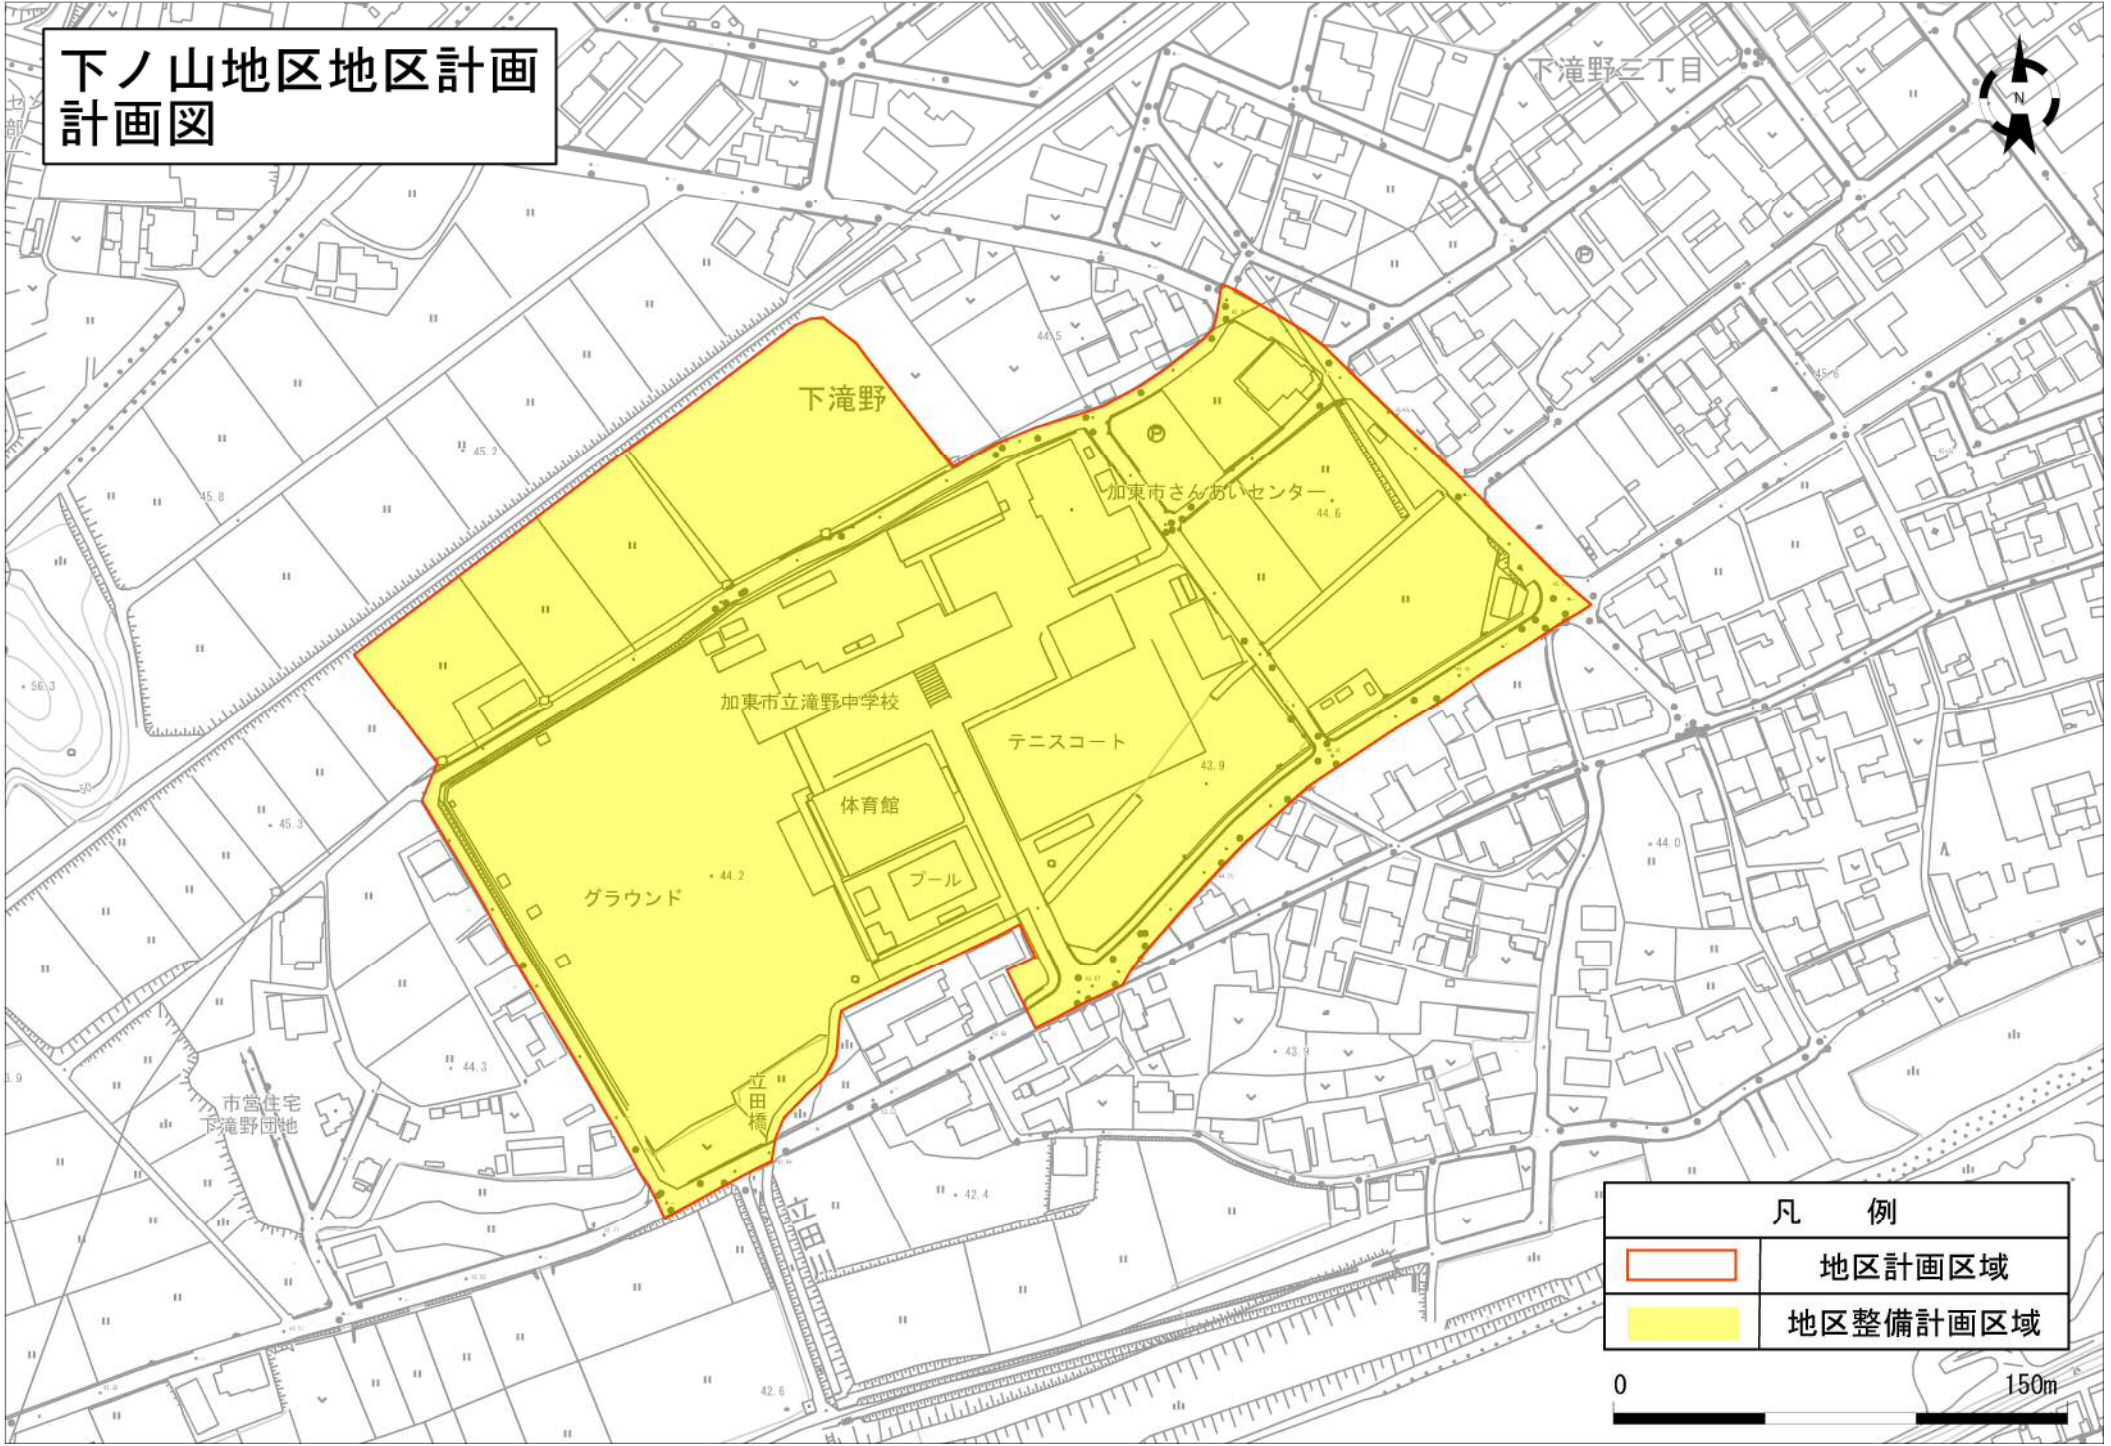 下ノ山地区地区計画
計画図
下滝野三丁目
N
44.5
下滝野
45.6
45.2
45.8
加東市さんあいセンター
44.6
56.3
加東市立滝野中学校
テニスコート
43.9
50
体育館
45.3
44.0
44.2
プール
グラウンド
43.9
44.3
立田橋
市営住宅
下滝野団地
42.4
立田川
42.6
凡 例
地区計画区域
地区整備計画区域
0 150m